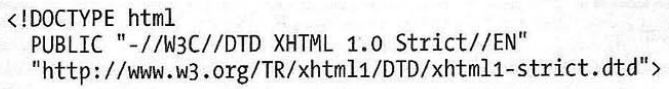 <!DOCTYPE html
PUBLIC "-//W3C//DTD XHTML 1.0 Strict//EN"
"http://www.w3.org/TR/xhtml1/DTD/xhtml1-strict.dtd">